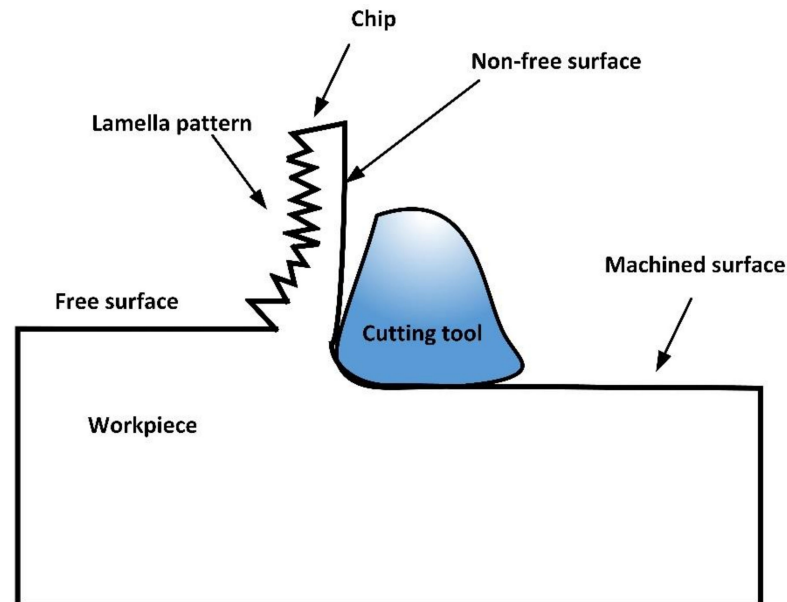 Chip
Non-free surface
Lamella pattern
Machined surface
Free surface
Cutting tool
Workpiece